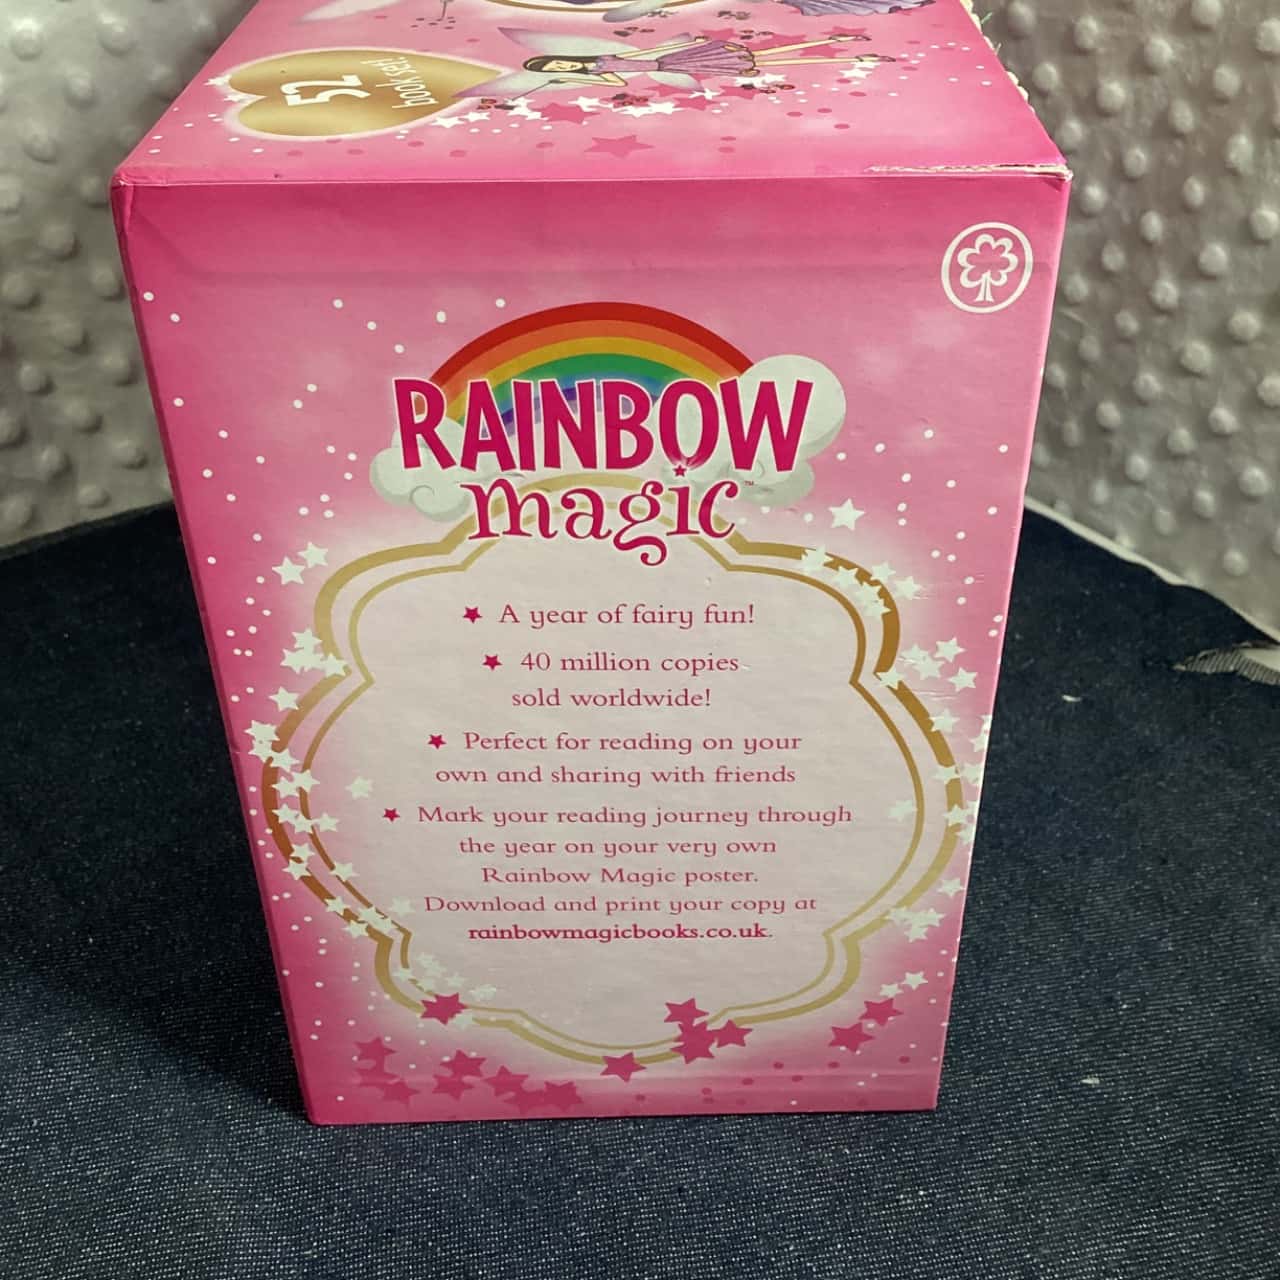 52
book set!
RAINBOW
magic™
A year of fairy fun!
40 million copies
sold worldwide!
Perfect for reading on your
own and sharing with friends
Mark your reading journey through
the year on your very own
Rainbow Magic poster.
Download and print your copy at
rainbowmagicbooks.co.uk.